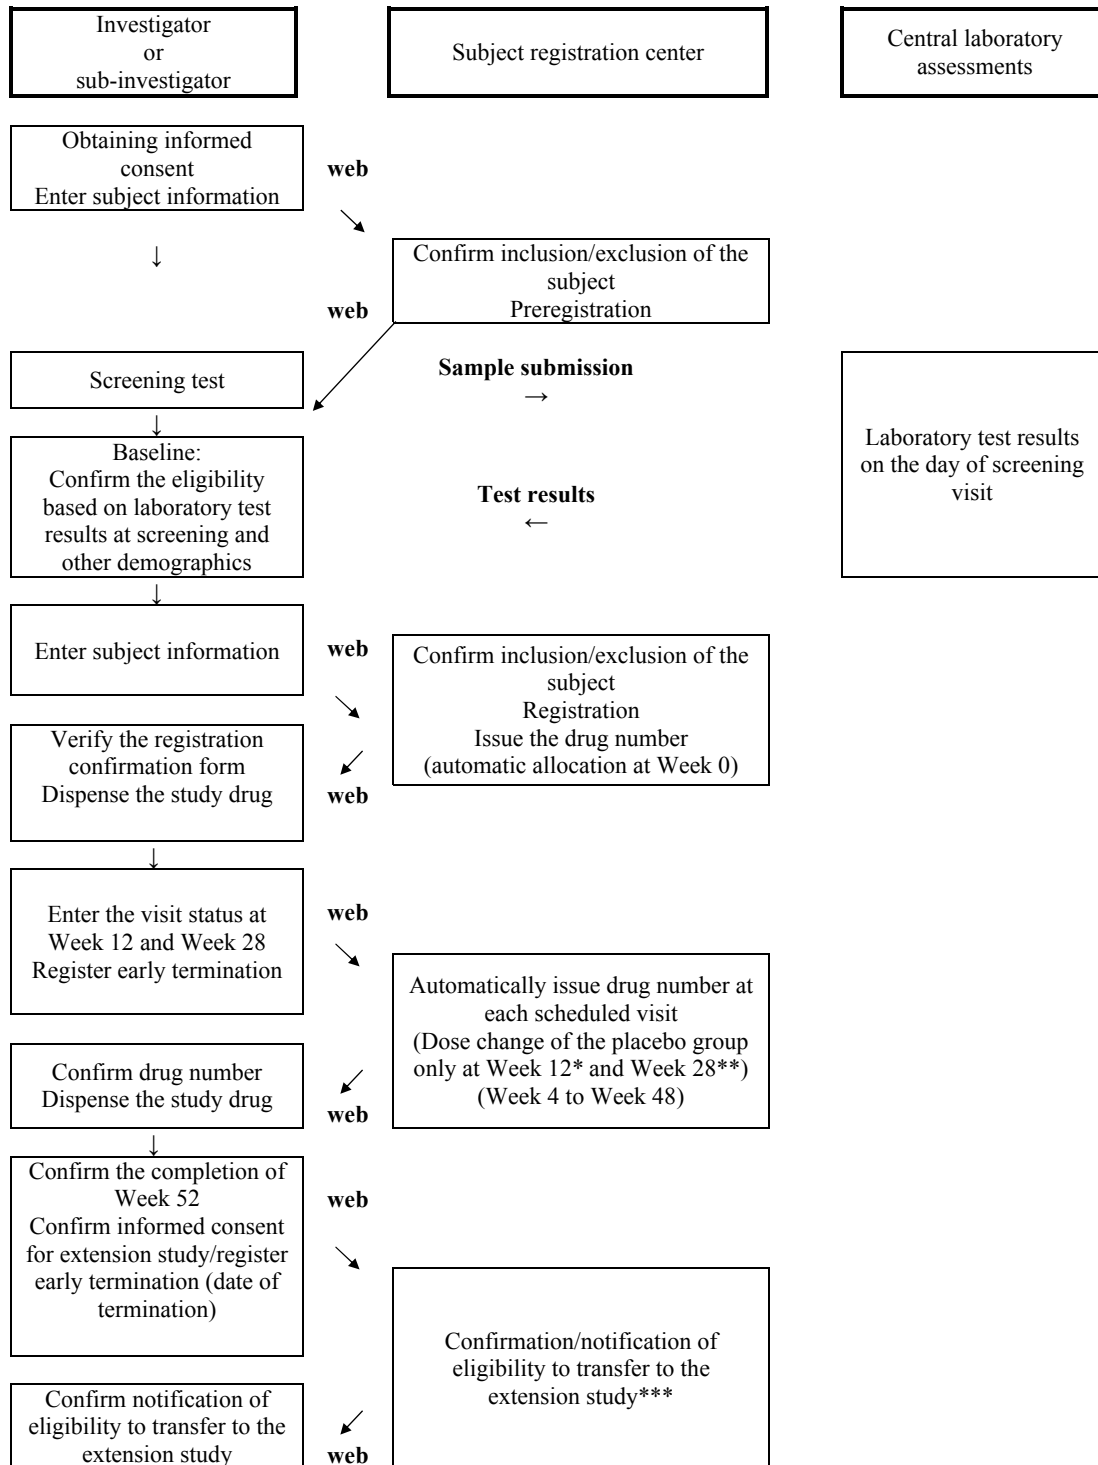 Investigator
or
sub-investigator
Subject registration center
Central laboratory
assessments
Obtaining informed
consent
Enter subject information
web
↓
↘
Confirm inclusion/exclusion of the
subject
Preregistration
web
Screening test
Sample submission
→
↓
Baseline:
Confirm the eligibility
based on laboratory test
results at screening and
other demographics
Test results
←
Laboratory test results
on the day of screening
visit
↓
Enter subject information
web
↘
Confirm inclusion/exclusion of the
subject
Registration
Issue the drug number
(automatic allocation at Week 0)
Verify the registration
confirmation form
Dispense the study drug
↙
web
↓
Enter the visit status at
Week 12 and Week 28
Register early termination
web
↘
Automatically issue drug number at
each scheduled visit
(Dose change of the placebo group
only at Week 12* and Week 28**)
(Week 4 to Week 48)
Confirm drug number
Dispense the study drug
↙
web
↓
Confirm the completion of
Week 52
Confirm informed consent
for extension study/register
early termination (date of
termination)
web
↘
Confirmation/notification of
eligibility to transfer to the
extension study***
Confirm notification of
eligibility to transfer to the
extension study
↙
web